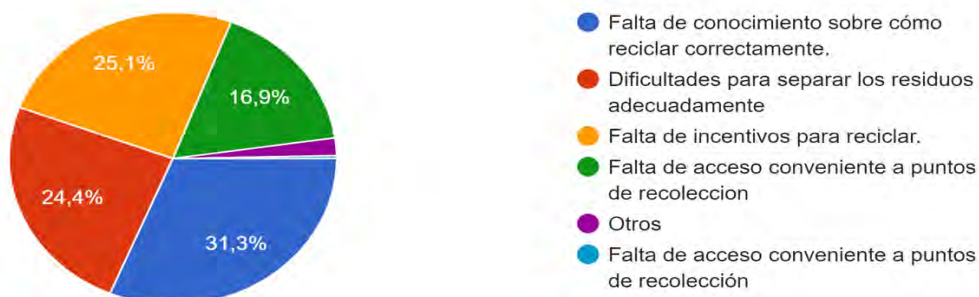 25,1%
16,9%
24,4%
31,3%
Falta de conocimiento sobre cómo
reciclar correctamente.
Dificultades para separar los residuos
adecuadamente
Falta de incentivos para reciclar.
Falta de acceso conveniente a puntos
de recoleccion
Otros
Falta de acceso conveniente a puntos
de recolección